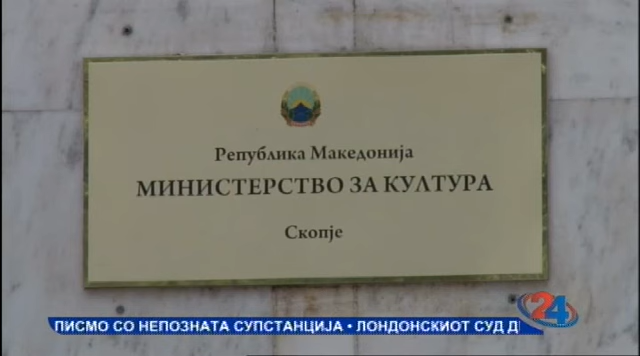 Република Македонија
МИНИСТЕРСТВО ЗА КУЛТУРА
Скопје
24
ПИСМО СО НЕПОЗНАТА СУПСТАНЦИЈА • ЛОНДОНСКИОТ СУД